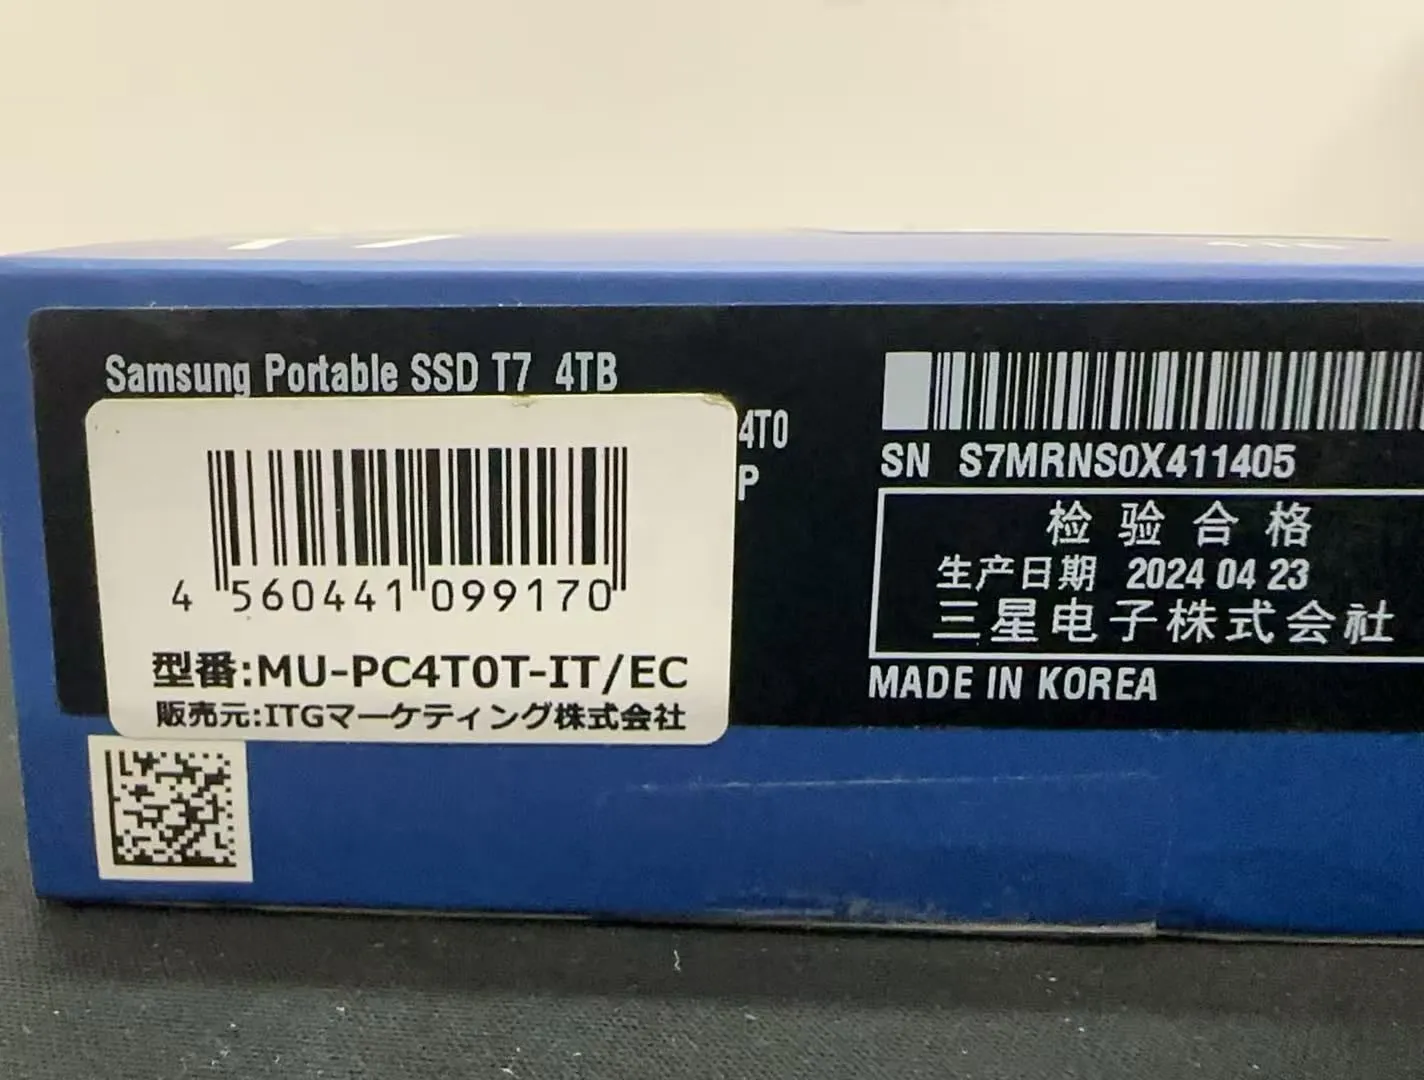 Samsung Portable SSD T7 4TB
4T0
P
4 560441 099170
型番:MU-PC4T0T-IT/EC
販売元:ITGマーケティング株式会社
SN S7MRNS0X411405
检验合格
生产日期 2024 04 23
三星电子株式会社
MADE IN KOREA